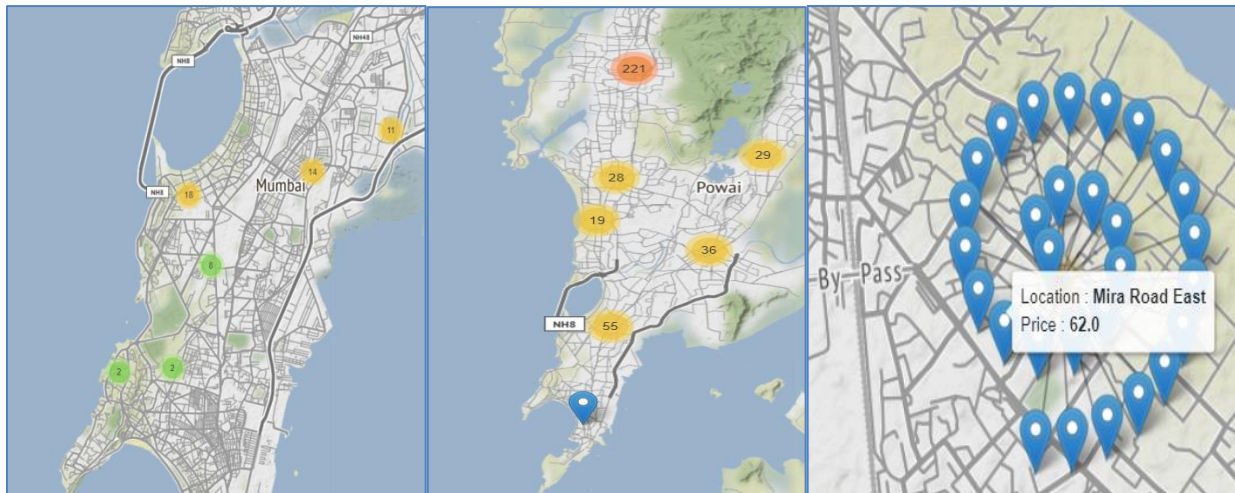 NH8
NH48
11
14
Mumbai
NH8
18
8
2
2
221
29
28
Powai
19
36
NH8
55
By Pass
Location : Mira Road East
Price : 62.0